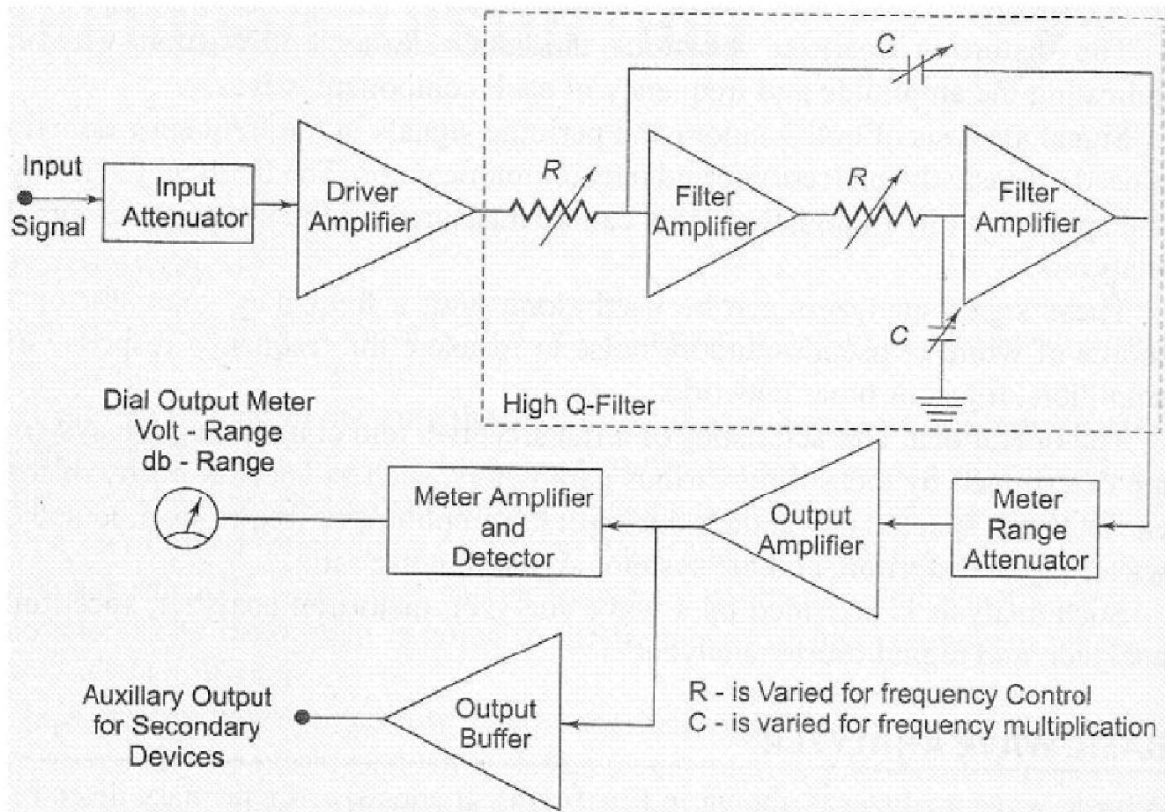 C
Input
Signal
Input
Attenuator
Driver
Amplifier
R
Filter
Amplifier
R
Filter
Amplifier
C
High Q-Filter
Dial Output Meter
Volt - Range
db - Range
Meter Amplifier
and
Detector
Output
Amplifier
Meter
Range
Attenuator
Auxillary Output
for Secondary
Devices
Output
Buffer
R - is Varied for frequency Control
C - is varied for frequency multiplication